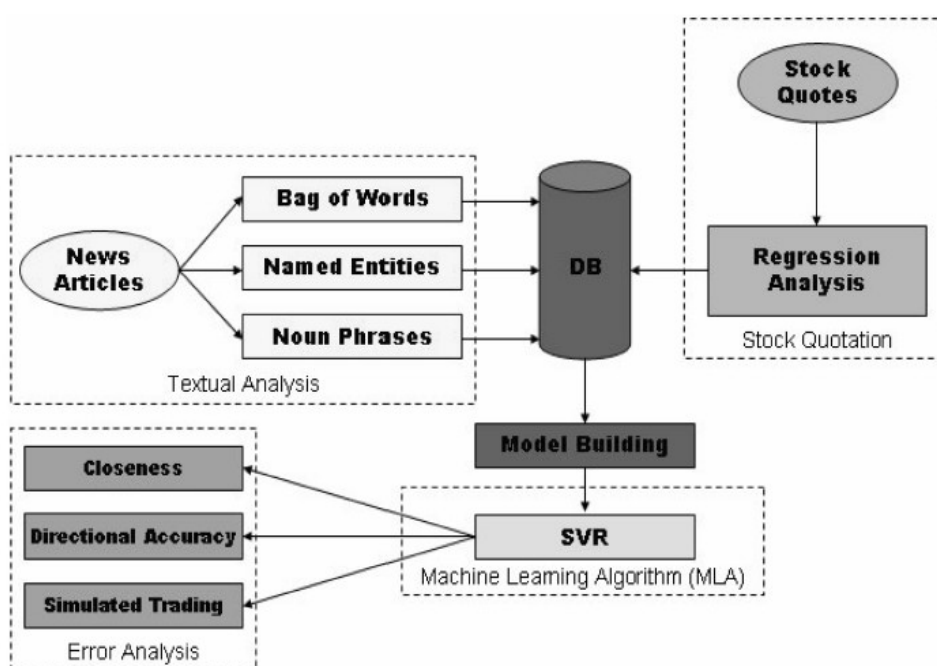 Stock
Quotes
Bag of Words
News
Articles
Named Entities
DB
Regression
Analysis
Noun Phrases
Stock Quotation
Textual Analysis
Model Building
Closeness
Directional Accuracy
SVR
Machine Learning Algorithm (MLA)
Simulated Trading
Error Analysis